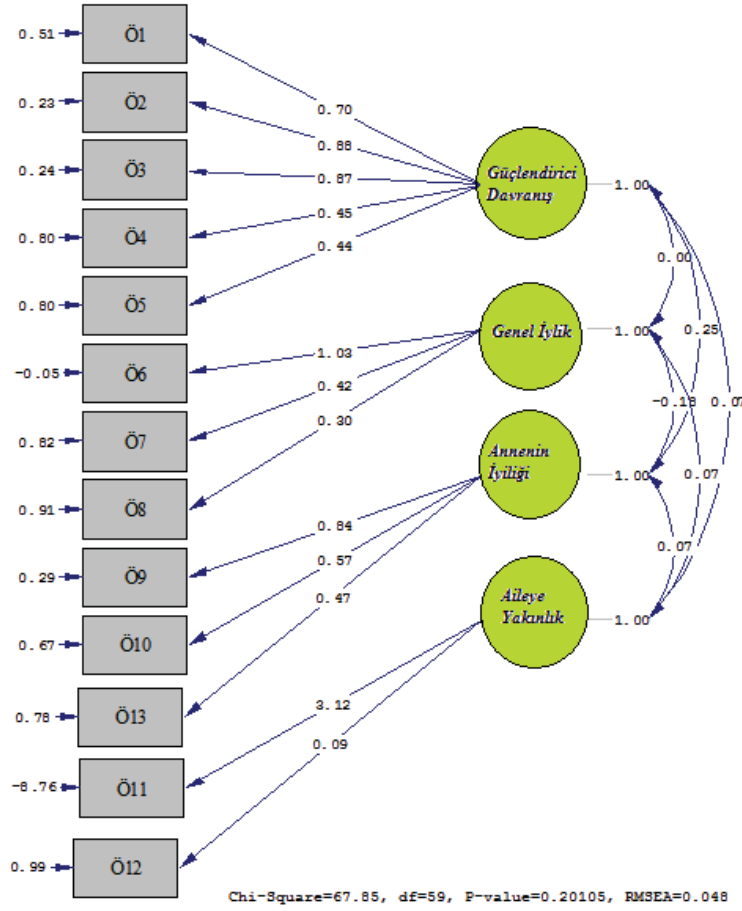 0.51
Ö1
0.23
Ö2
0.24
Ö3
0.80
Ö4
0.80
Ö5
-0.05
Ö6
0.82
Ö7
0.91
Ö8
0.29
Ö9
0.67
Ö10
0.78
Ö13
-8.76
Ö11
0.99
Ö12
0.70
0.88
0.87
0.45
0.44
1.03
0.42
0.30
0.84
0.57
0.47
3.12
0.09
Güçlendirici
Davranış
Genel İylik
Annenin
İyiliği
Aileye
Yakınlık
1.00
1.00
1.00
1.00
0.00
0.25
-0.18
0.07
0.07
0.07
Chi-Square=67.85, df=59, P-value=0.20105, RMSEA=0.048